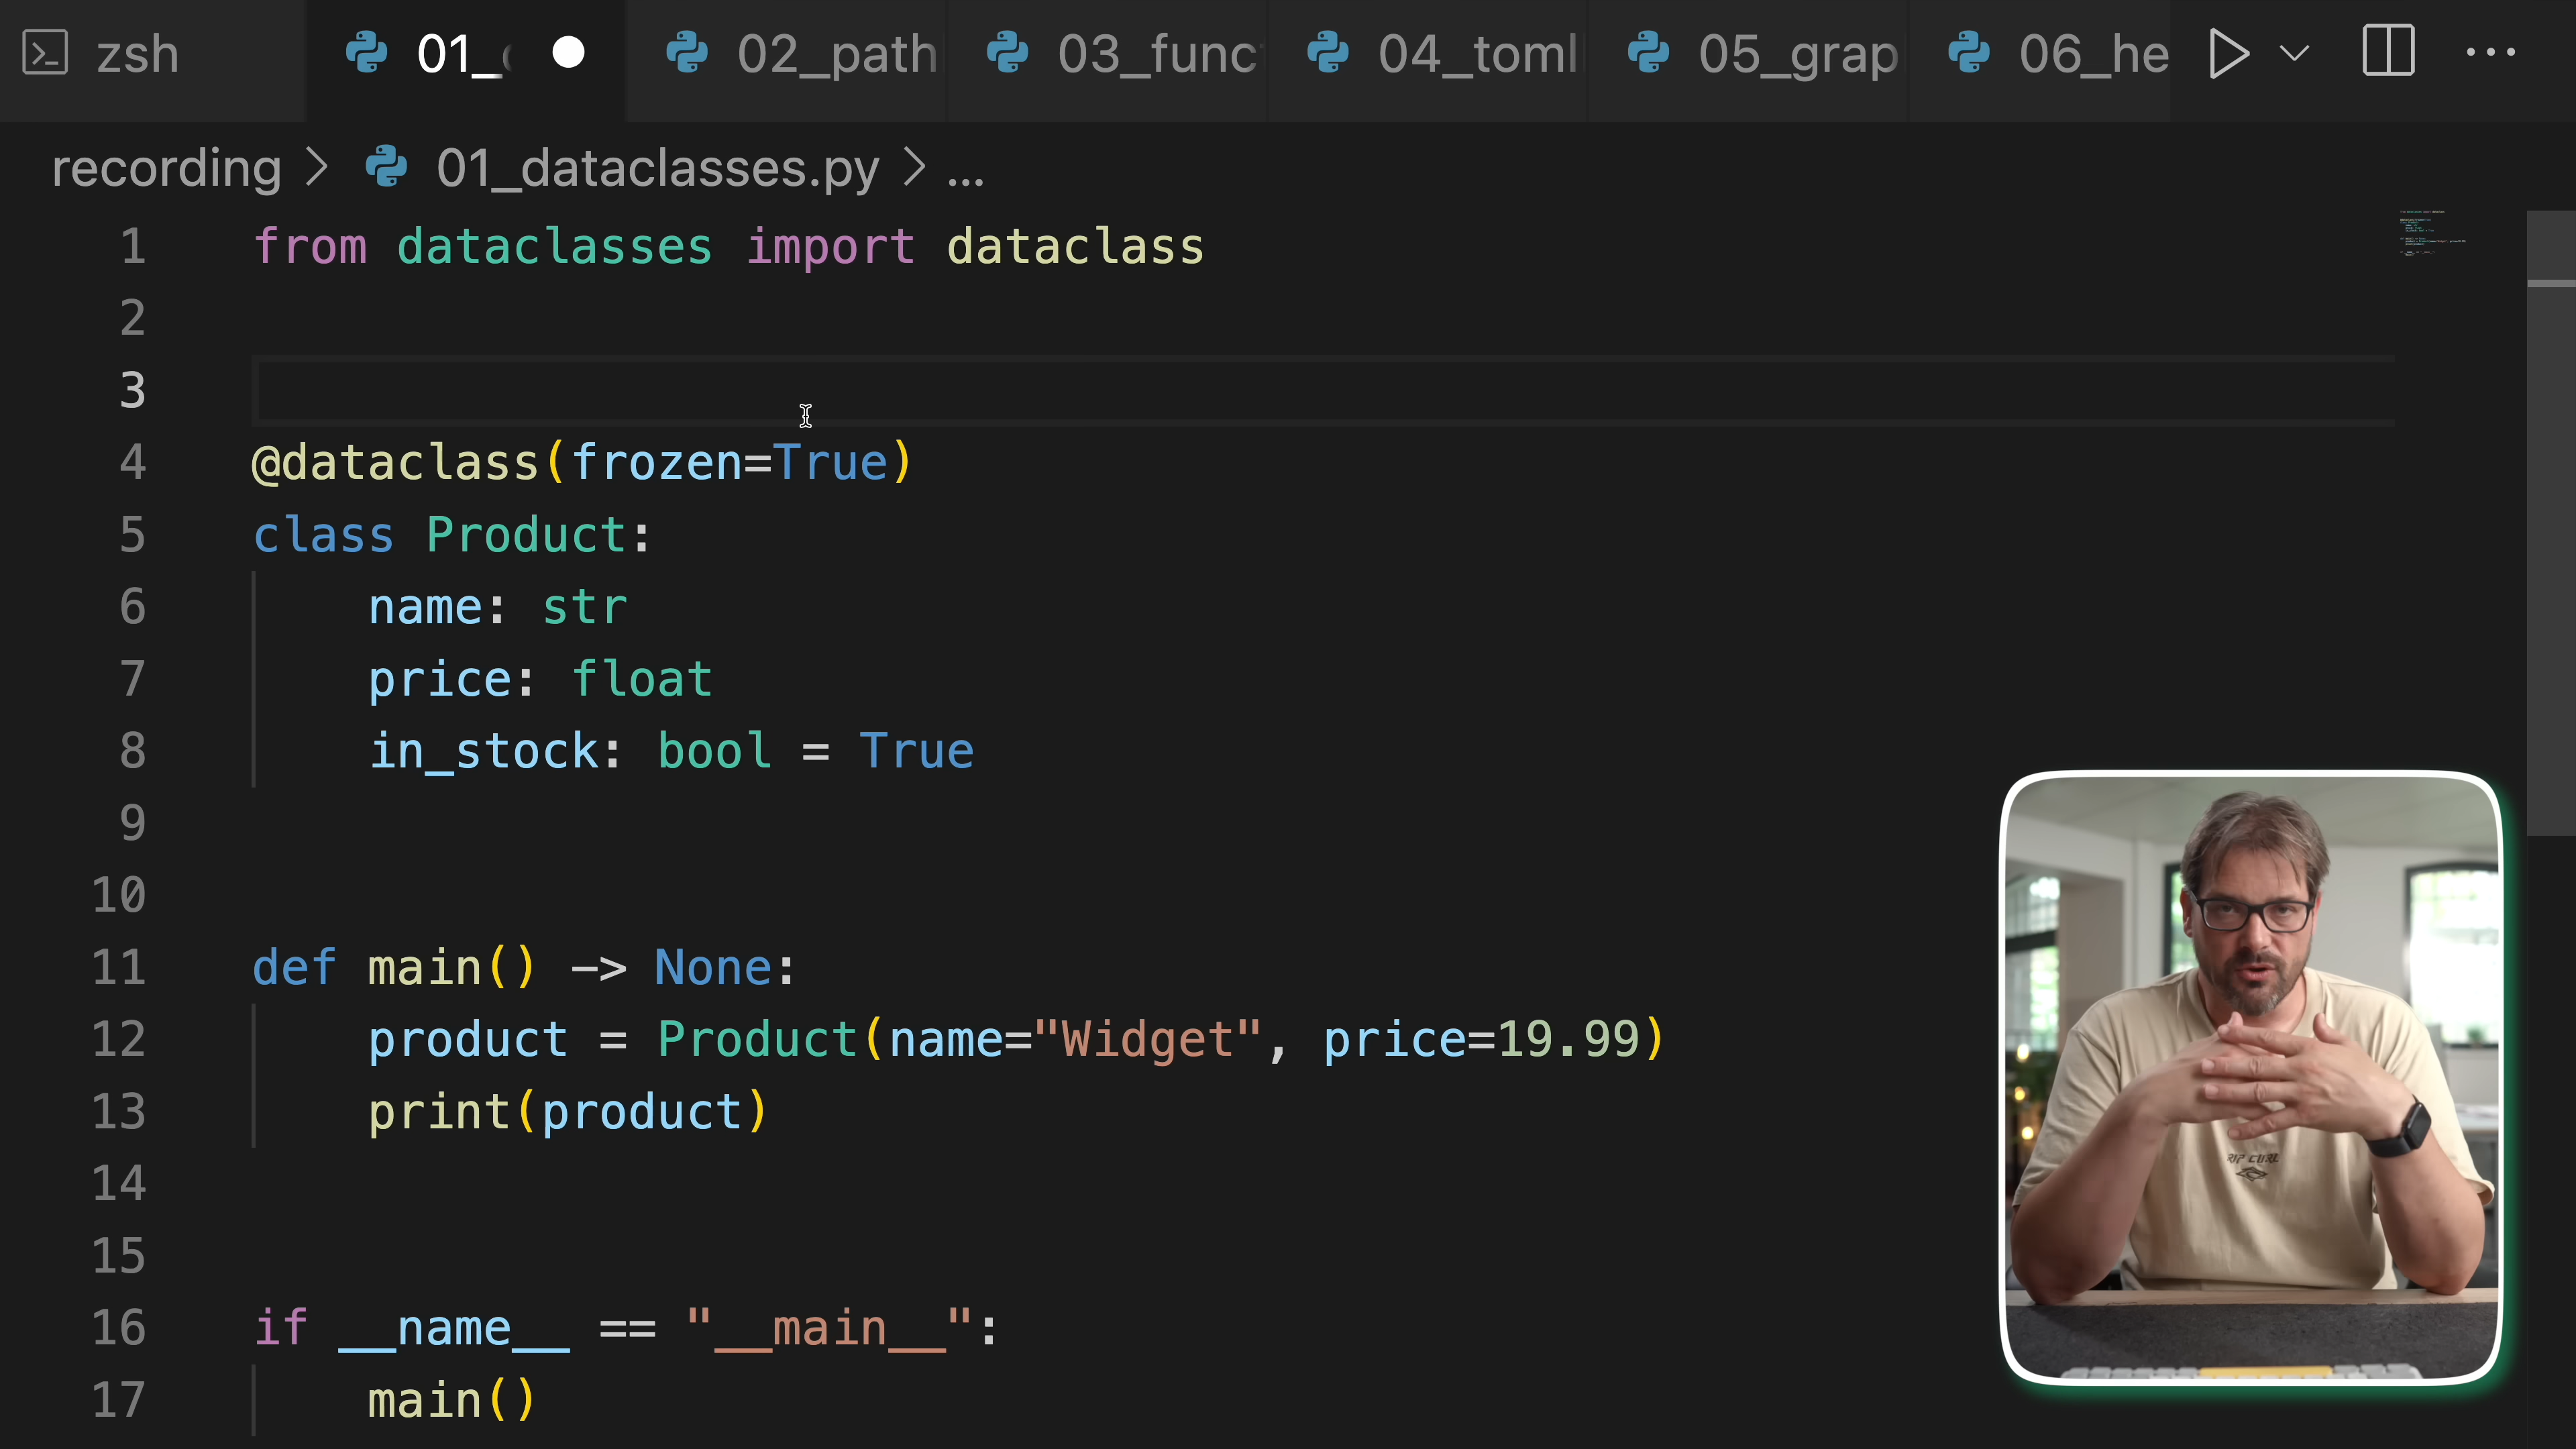 zsh
01_
02_path
03_func
04_toml
05_grap
06_he
recording > 01_dataclasses.py > ...
1 from dataclasses import dataclass
2
3
4 @dataclass(frozen=True)
5 class Product:
6     name: str
7     price: float
8     in_stock: bool = True
9
10
11 def main() -> None:
12     product = Product(name="Widget", price=19.99)
13     print(product)
14
15
16 if __name__ == "__main__":
17     main()
RIP CURL